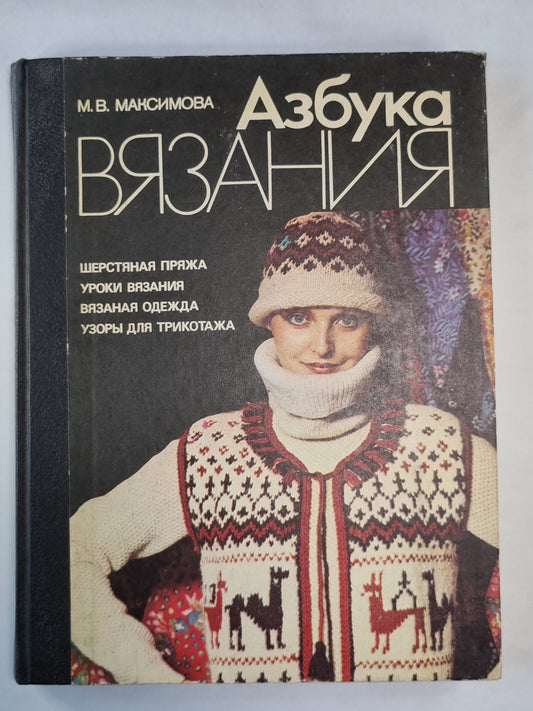 М. В. МАКСИМОВА
Азбука
ВЯЗАНИЯ
ШЕРСТЯНАЯ ПРЯЖА
УРОКИ ВЯЗАНИЯ
ВЯЗАНАЯ ОДЕЖДА
УЗОРЫ ДЛЯ ТРИКОТАЖА